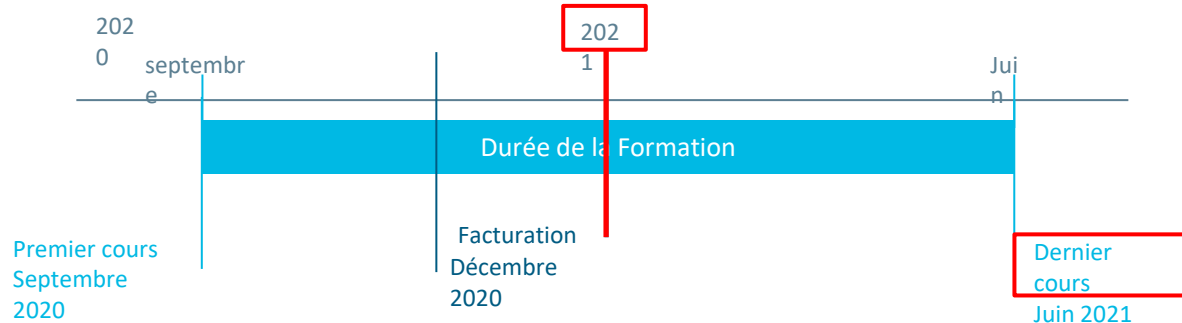 202
0
septembr
e
202
1
Jui
n
Durée de la Formation
Premier cours
Septembre
2020
Facturation
Décembre
2020
Dernier
cours
Juin 2021